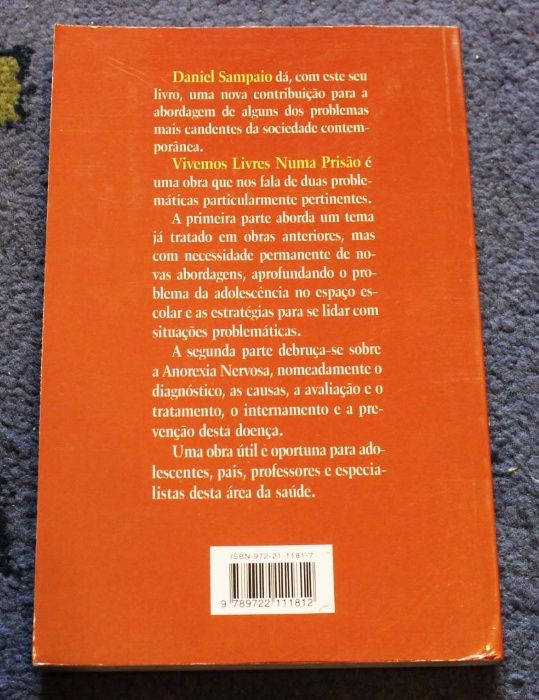 Daniel Sampaio dá, com este seu
livro, uma nova contribuição para a
abordagem de alguns dos problemas
mais candentes da sociedade contem-
porânea.
Vivemos Livres Numa Prisão é
uma obra que nos fala de duas proble-
máticas particularmente pertinentes.
A primeira parte aborda um tema
já tratado em obras anteriores, mas
com necessidade permanente de no-
vas abordagens, aprofundando o pro-
blema da adolescência no espaço es-
colar e as estratégias para se lidar com
situações problemáticas.
A segunda parte debruça-se sobre
a Anorexia Nervosa, nomeadamente o
diagnóstico, as causas, a avaliação e o
tratamento, o internamento e a pre-
venção desta doença.
Uma obra útil e oportuna para ado-
lescentes, pais, professores e especia-
listas desta área da saúde.
ISBN-972-21-1181-7
9 789722 111812